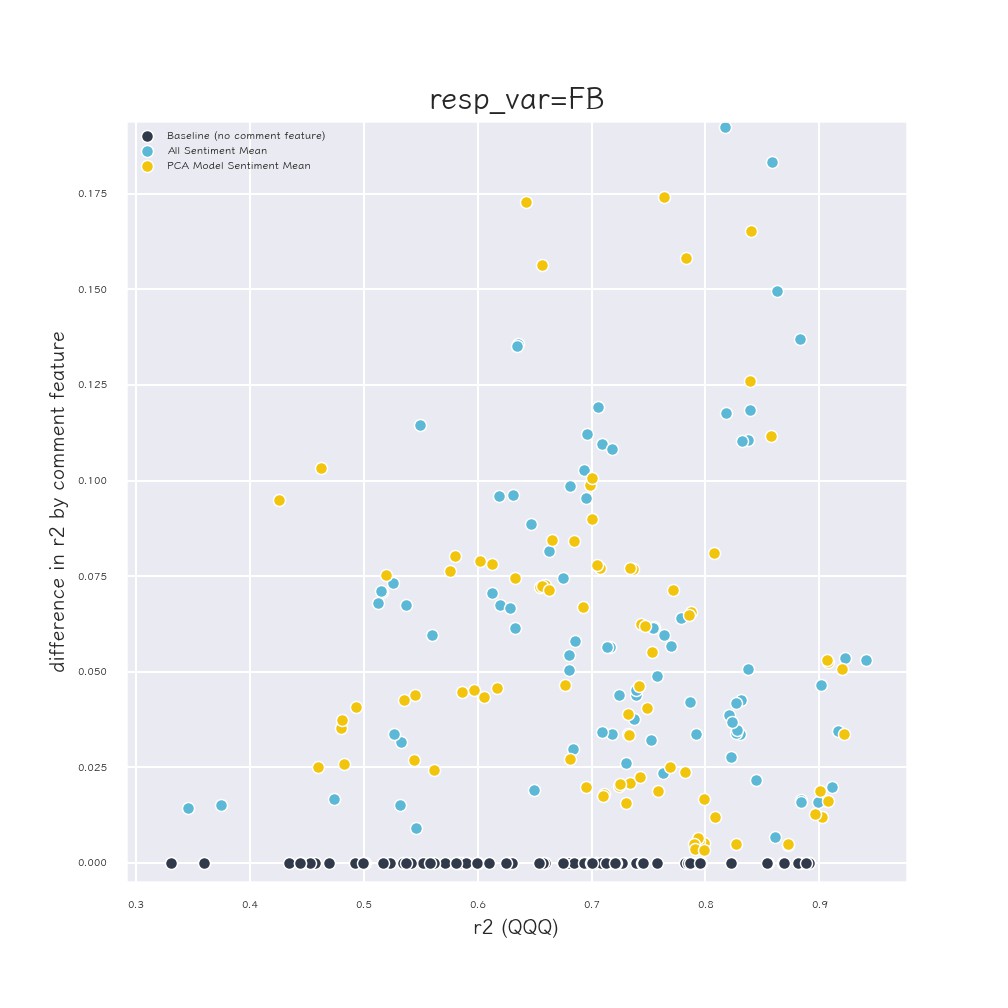 resp_var=FB
Baseline (no comment feature)
All Sentiment Mean
PCA Model Sentiment Mean
difference in r2 by comment feature
0.175
0.150
0.125
0.100
0.075
0.050
0.025
0.000
0.3 0.4 0.5 0.6 0.7 0.8 0.9
r2 (QQQ)